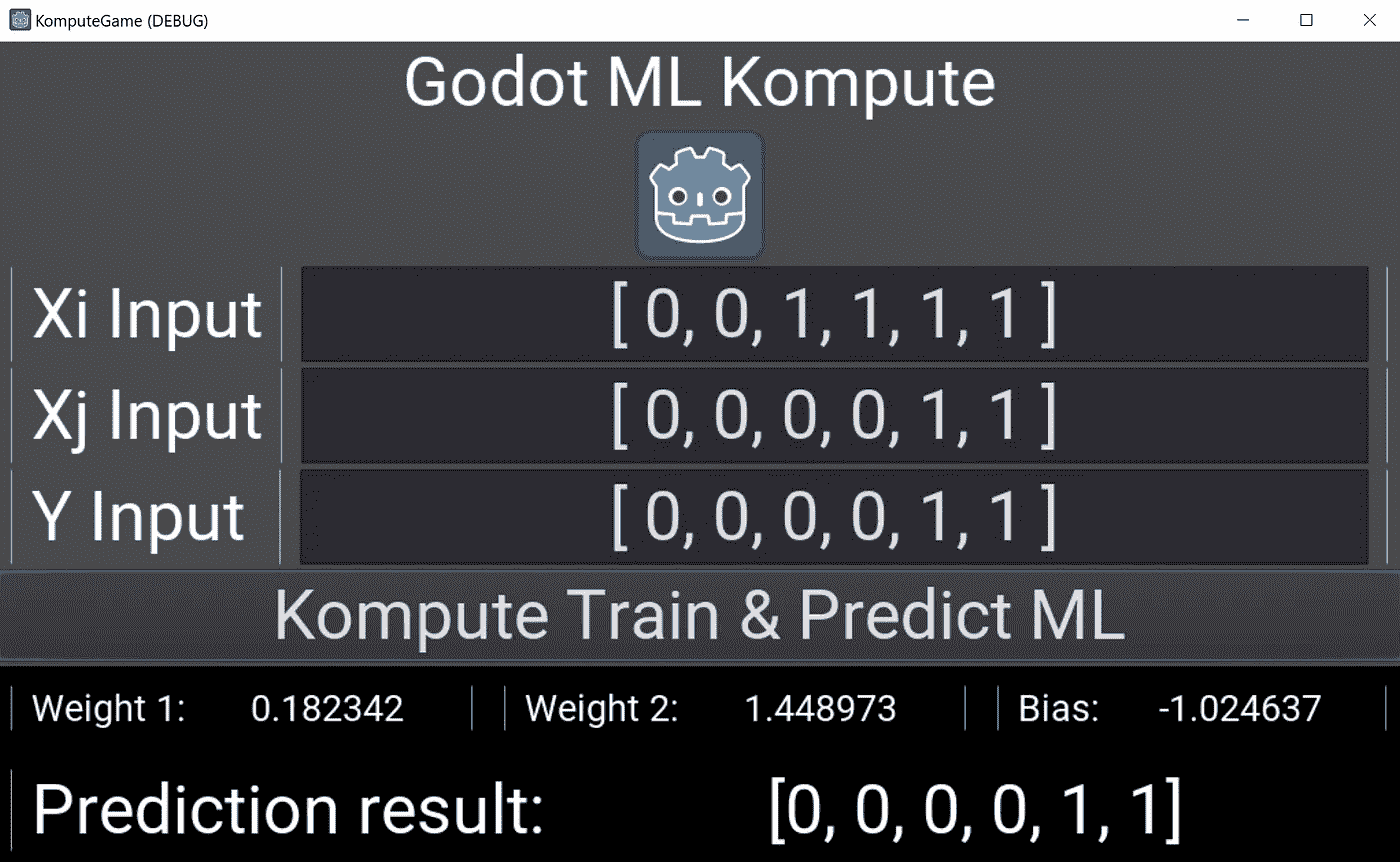 KomputeGame (DEBUG)
Godot ML Kompute
Xi Input [ 0, 0, 1, 1, 1, 1 ]
Xj Input [ 0, 0, 0, 0, 1, 1 ]
Y Input [ 0, 0, 0, 0, 1, 1 ]
Kompute Train & Predict ML
Weight 1: 0.182342 Weight 2: 1.448973 Bias: -1.024637
Prediction result: [0, 0, 0, 0, 1, 1]